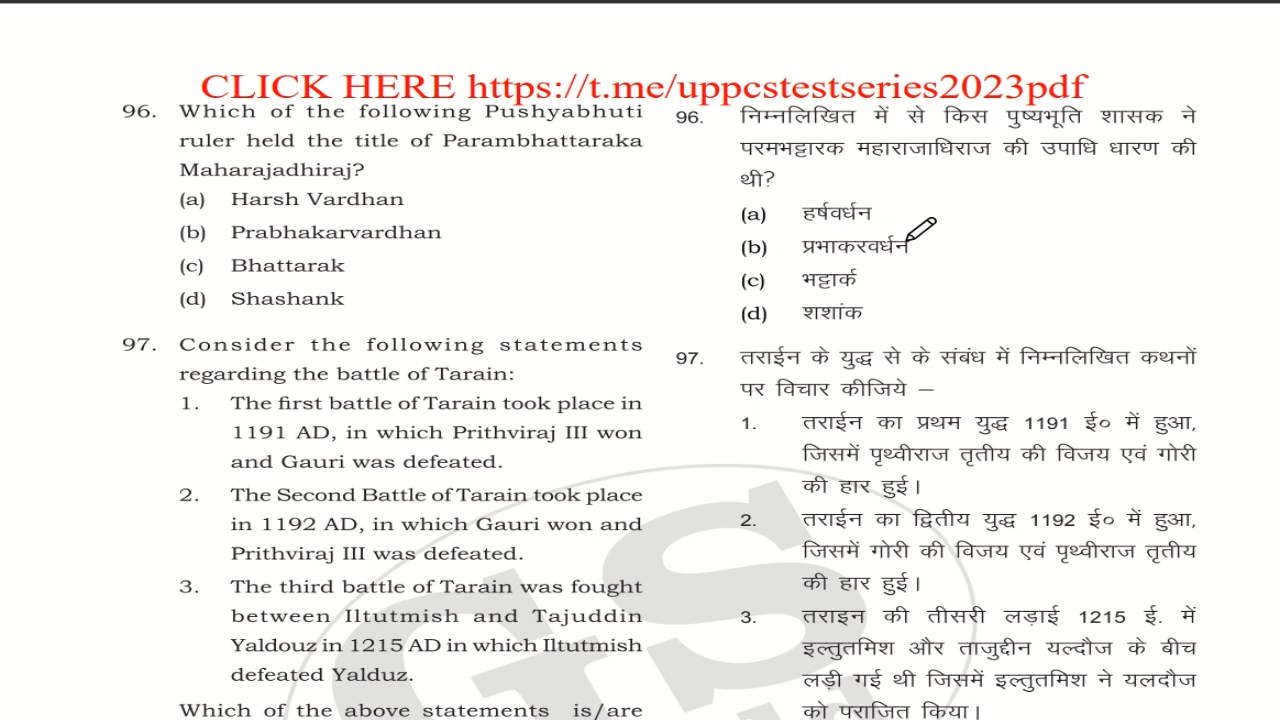 CLICK HERE https://t.me/uppcstestseries2023pdf
96. Which of the following Pushyabhuti
ruler held the title of Parambhattaraka
Maharajadhiraj?
(a) Harsh Vardhan
(b) Prabhakarvardhan
(c) Bhattarak
(d) Shashank
97. Consider the following statements
regarding the battle of Tarain:
1. The first battle of Tarain took place in
1191 AD, in which Prithviraj III won
and Gauri was defeated.
2. The Second Battle of Tarain took place
in 1192 AD, in which Gauri won and
Prithviraj III was defeated.
3. The third battle of Tarain was fought
between Iltutmish and Tajuddin
Yaldouz in 1215 AD in which Iltutmish
defeated Yalduz.
Which of the above statements is/are
96. निम्नलिखित में से किस पुष्यभूति शासक ने
परमभट्टारक महाराजाधिराज की उपाधि धारण की
थी?
(a) हर्षवर्धन
(b) प्रभाकरवर्धन
(c) भट्टार्क
(d) शशांक
97. तराईन के युद्ध से के संबंध में निम्नलिखित कथनों
पर विचार कीजिये –
1. तराईन का प्रथम युद्ध 1191 ई० में हुआ,
जिसमें पृथ्वीराज तृतीय की विजय एवं गोरी
की हार हुई।
2. तराईन का द्वितीय युद्ध 1192 ई० में हुआ,
जिसमें गोरी की विजय एवं पृथ्वीराज तृतीय
की हार हुई।
3. तराइन की तीसरी लड़ाई 1215 ई. में
इल्तुतमिश और ताजुद्दीन यल्दौज के बीच
लड़ी गई थी जिसमें इल्तुतमिश ने यलदौज
को पराजित किया।
GS